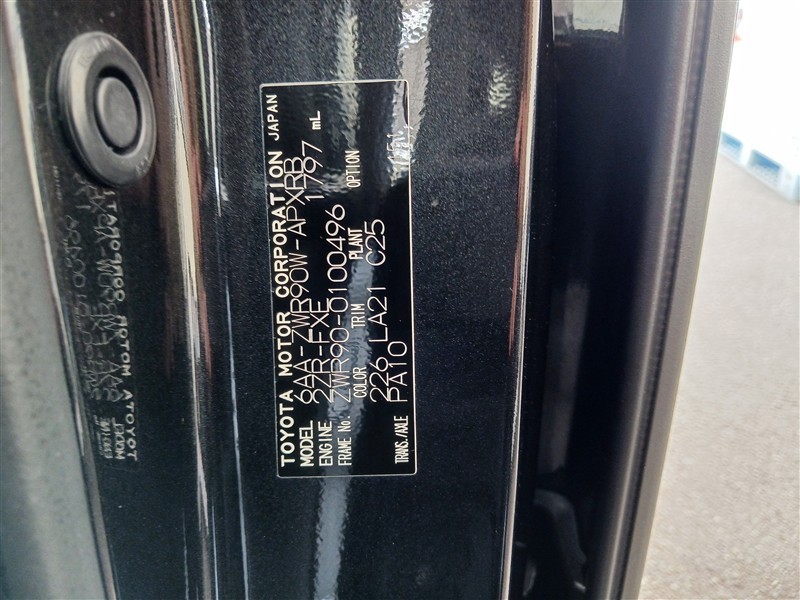 TOYOTA MOTOR CORPORATION JAPAN
MODEL 6AA-ZWR90W-APXRB
ENGINE 2ZR-FXE 1797 mL
FRAME No. ZWR90-0100496
COLOR TRIM PLANT OPTION
226 LA21 C25
TRANS./AXLE PA10